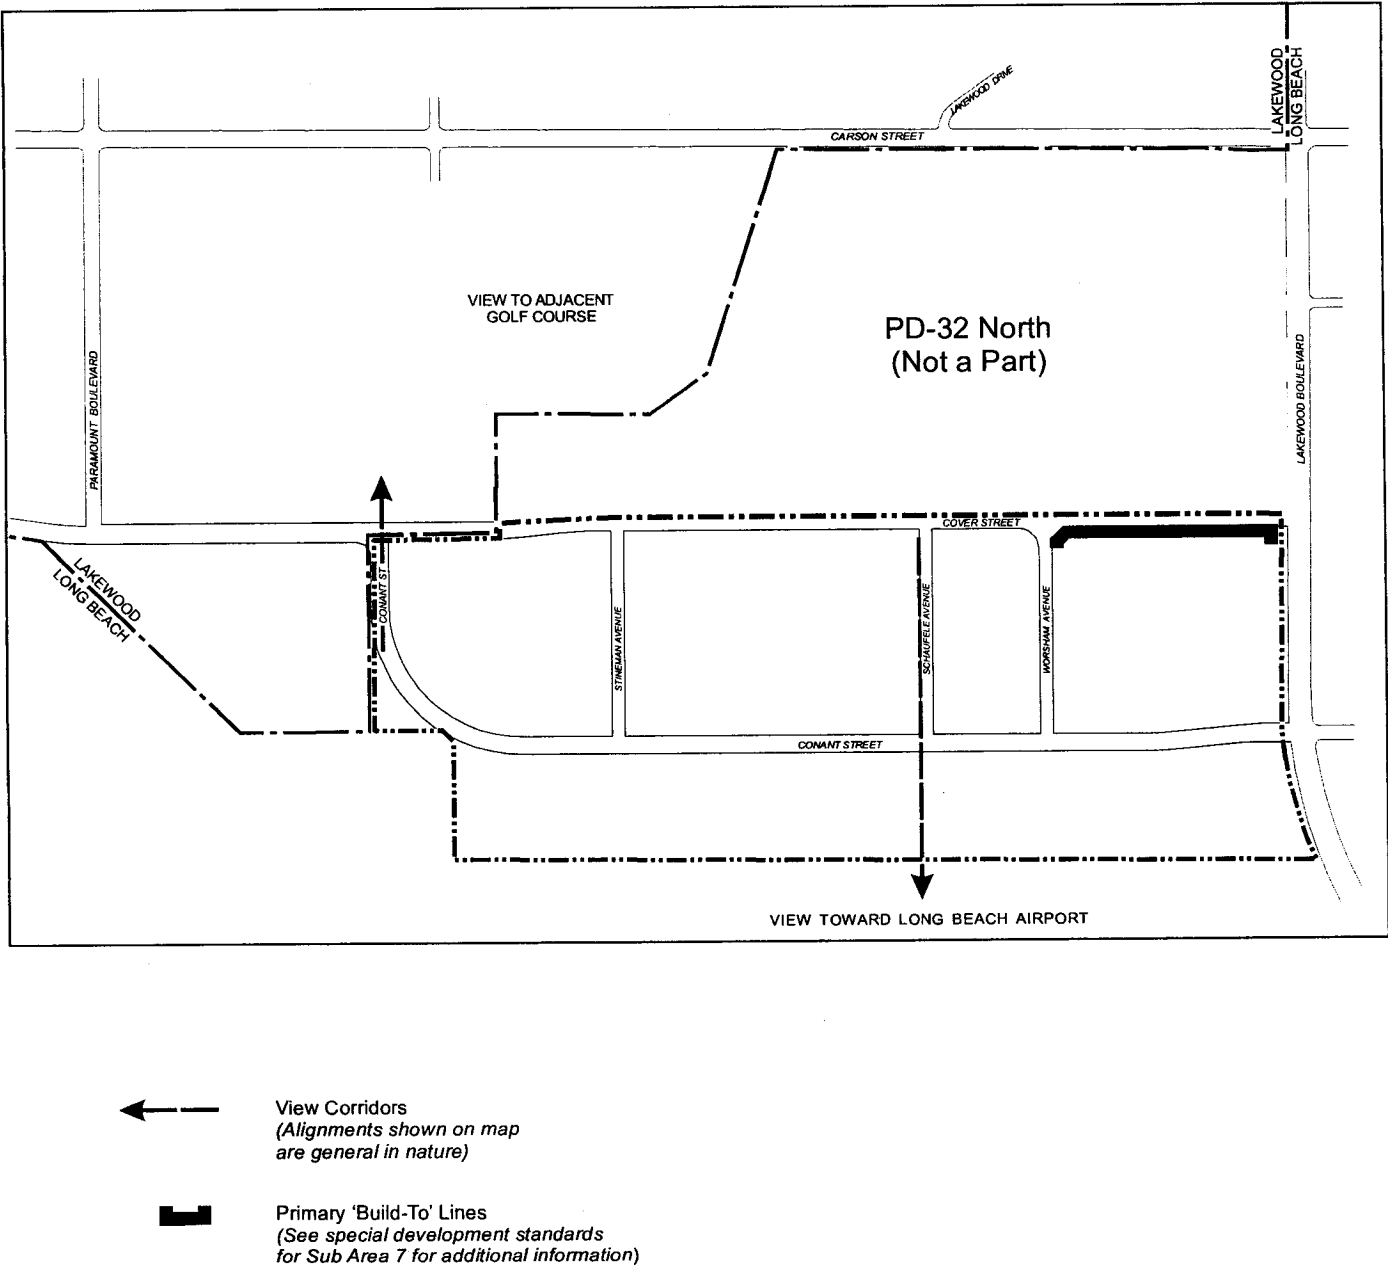 LAKEWOOD
LONG BEACH
LAKEWOOD DRIVE
CARSON STREET
VIEW TO ADJACENT
GOLF COURSE
PD-32 North
(Not a Part)
PARAMOUNT BOULEVARD
LAKEWOOD BOULEVARD
COVER STREET
LAKEWOOD
LONG BEACH
CONANT ST
STINEMAN AVENUE
SCHAUFELE AVENUE
WORSHAM AVENUE
CONANT STREET
VIEW TOWARD LONG BEACH AIRPORT
View Corridors
(Alignments shown on map
are general in nature)
Primary ‘Build-To’ Lines
(See special development standards
for Sub Area 7 for additional information)